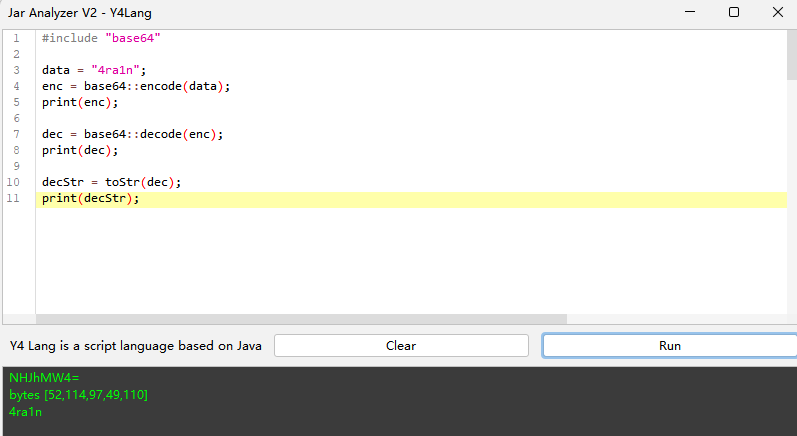 Jar Analyzer V2 - Y4Lang
1 #include "base64"
2
3 data = "4ra1n";
4 enc = base64::encode(data);
5 print(enc);
6
7 dec = base64::decode(enc);
8 print(dec);
9
10 decStr = toStr(dec);
11 print(decStr);
Y4 Lang is a script language based on Java Clear Run
NHJhMW4=
bytes [52,114,97,49,110]
4ra1n